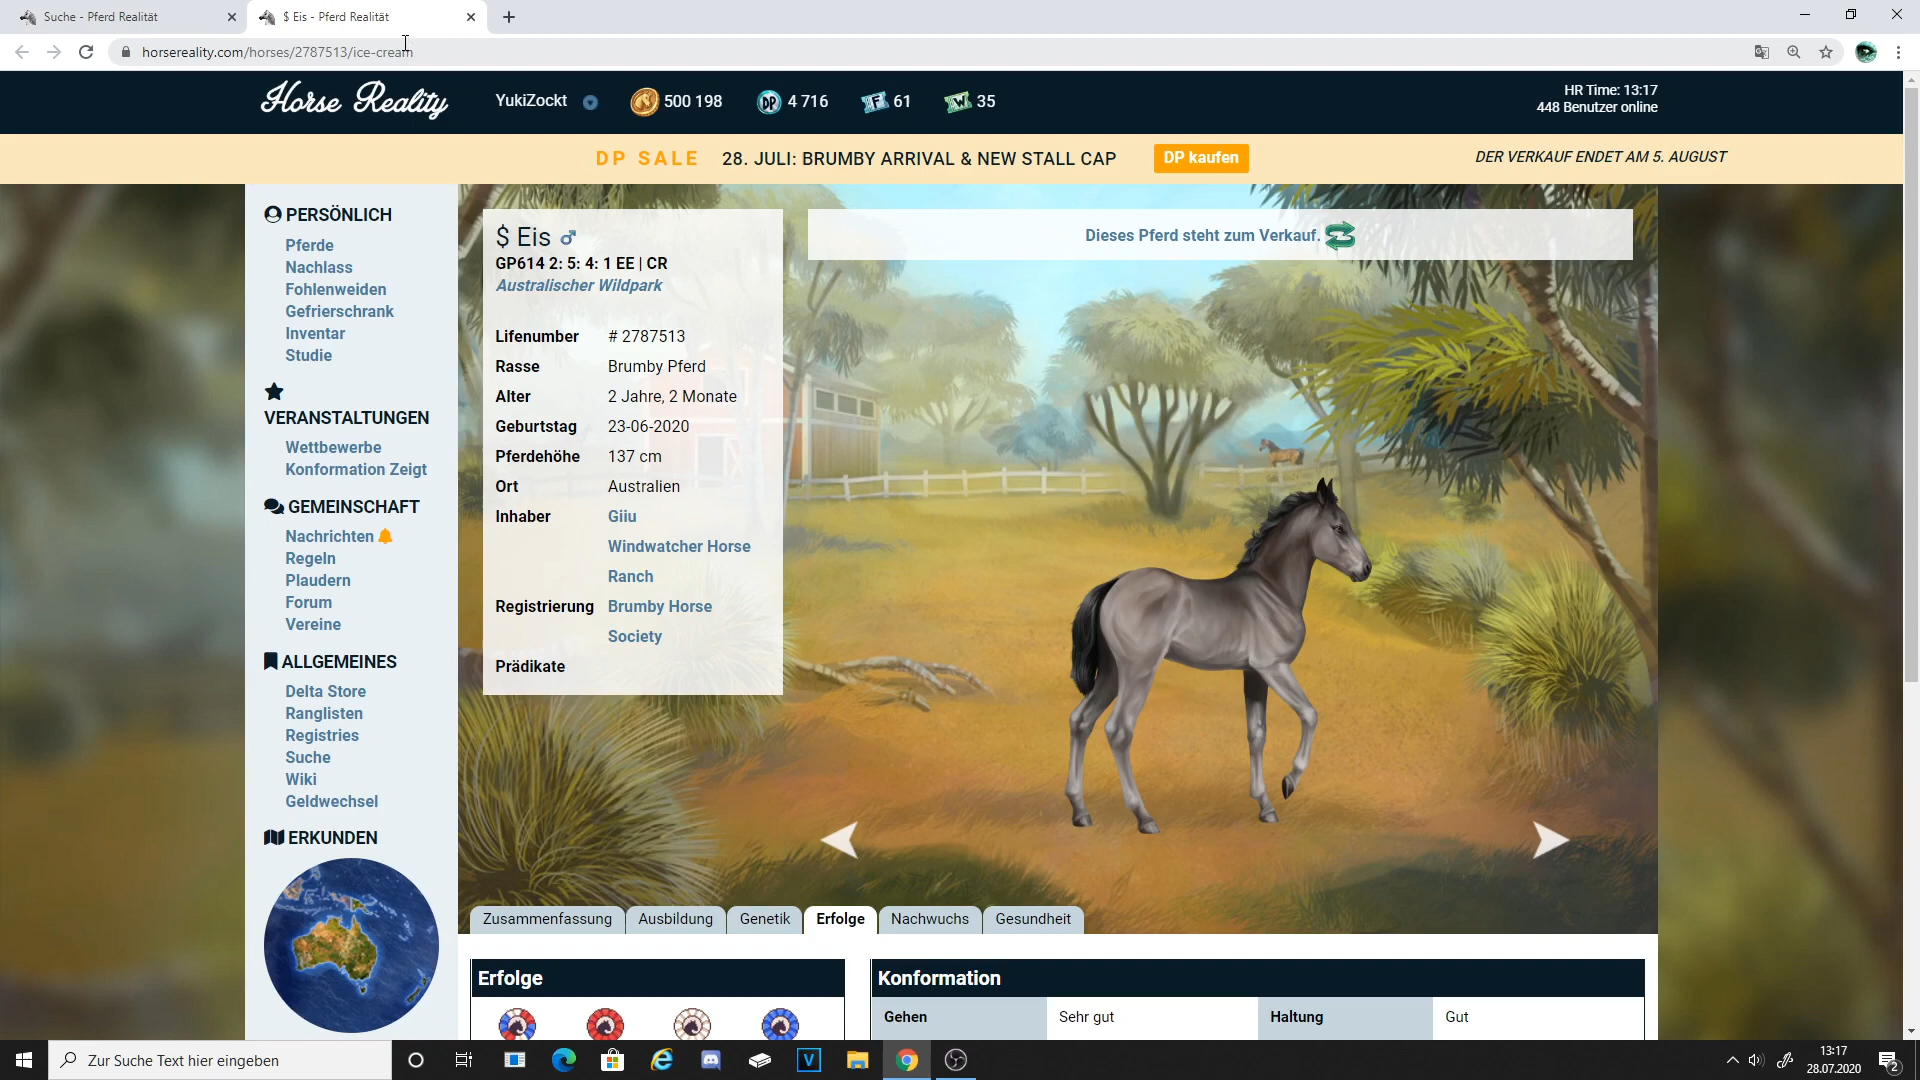 Suche - Pferd Realität
$ Eis - Pferd Realität
horsereality.com/horses/2787513/ice-cream
Horse Reality
YukiZockt
500 198
DP
4 716
F
61
W
35
HR Time: 13:17
448 Benutzer online
DP SALE
28. JULI: BRUMBY ARRIVAL & NEW STALL CAP
DP kaufen
DER VERKAUF ENDET AM 5. AUGUST
PERSÖNLICH
Pferde
Nachlass
Fohlenweiden
Gefrierschrank
Inventar
Studie
VERANSTALTUNGEN
Wettbewerbe
Konformation Zeigt
GEMEINSCHAFT
Nachrichten
Regeln
Plaudern
Forum
Vereine
ALLGEMEINES
Delta Store
Ranglisten
Registries
Suche
Wiki
Geldwechsel
ERKUNDEN
$ Eis
GP614 2: 5: 4: 1 EE | CR
Australischer Wildpark
Lifenumber # 2787513
Rasse Brumby Pferd
Alter 2 Jahre, 2 Monate
Geburtstag 23-06-2020
Pferdehöhe 137 cm
Ort Australien
Inhaber Giiu
Windwatcher Horse
Ranch
Registrierung Brumby Horse
Society
Prädikate
Dieses Pferd steht zum Verkauf.
Zusammenfassung
Ausbildung
Genetik
Erfolge
Nachwuchs
Gesundheit
Erfolge
Konformation
Gehen Sehr gut Haltung Gut
Zur Suche Text hier eingeben
V
13:17
28.07.2020
2